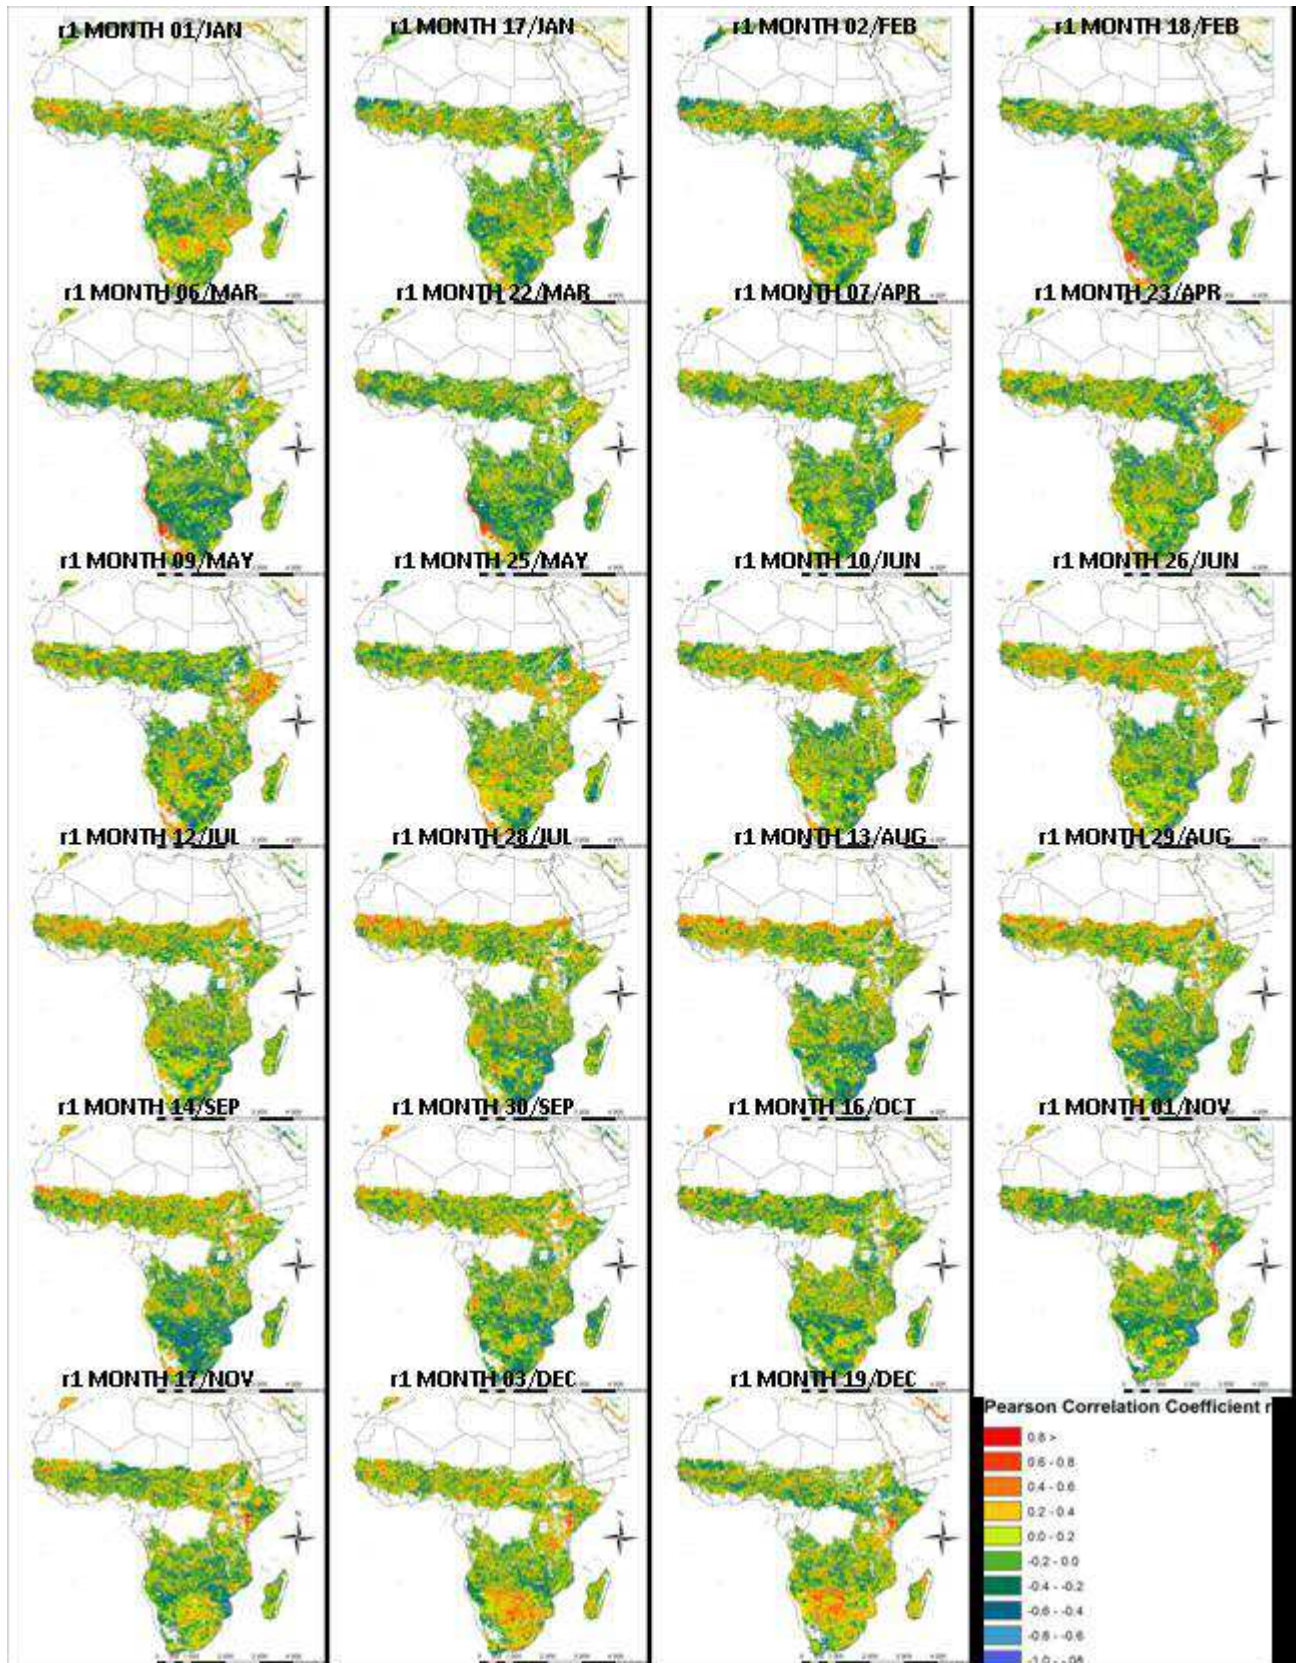 r1 MONTH 01/JAN
r1 MONTH 17/JAN
r1 MONTH 02/FEB
r1 MONTH 18/FEB
r1 MONTH 06/MAR
r1 MONTH 22/MAR
r1 MONTH 07/APR
r1 MONTH 23/APR
r1 MONTH 09/MAY
r1 MONTH 25/MAY
r1 MONTH 10/JUN
r1 MONTH 26/JUN
r1 MONTH 12/JUL
r1 MONTH 28/JUL
r1 MONTH 13/AUG
r1 MONTH 29/AUG
r1 MONTH 14/SEP
r1 MONTH 30/SEP
r1 MONTH 16/OCT
r1 MONTH 01/NOV
r1 MONTH 17/NOV
r1 MONTH 03/DEC
r1 MONTH 19/DEC
Pearson Correlation Coefficient r
0.6 - 0.8
0.4 - 0.6
0.2 - 0.4
0.0 - 0.2
-0.2 - 0.0
-0.4 - -0.2
-0.6 - -0.4
-0.8 - -0.6